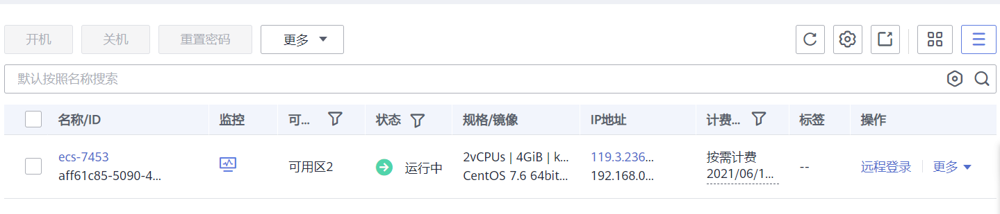 开机 关机 重置密码 更多
默认按照名称搜索
名称/ID 监控 可... 状态 规格/镜像 IP地址 计费... 标签 操作
ecs-7453 2vCPUs | 4GiB | k... 119.3.236... 按需计费
可用区2 运行中 -- 远程登录 更多
aff61c85-5090-4... CentOS 7.6 64bit... 192.168.0... 2021/06/1...